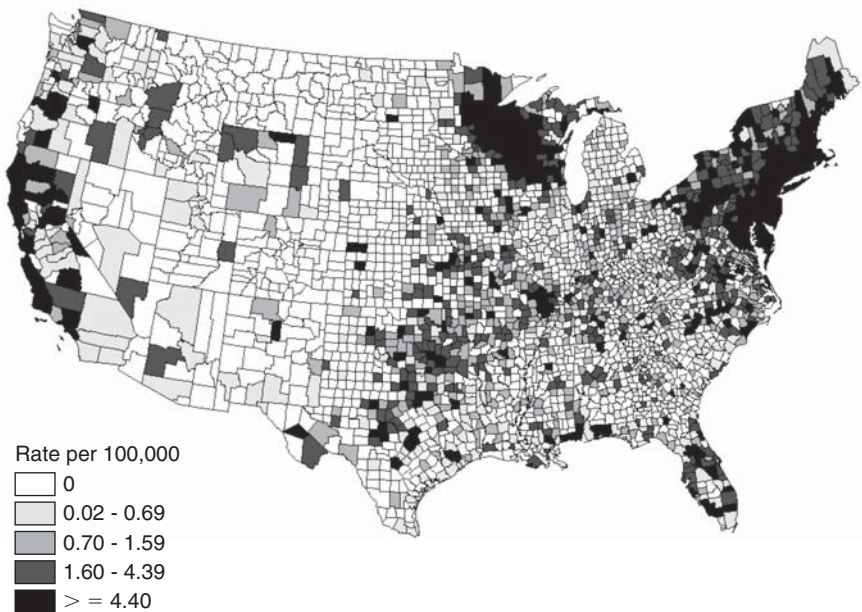 Rate per 100,000
0
0.02 - 0.69
0.70 - 1.59
1.60 - 4.39
> = 4.40